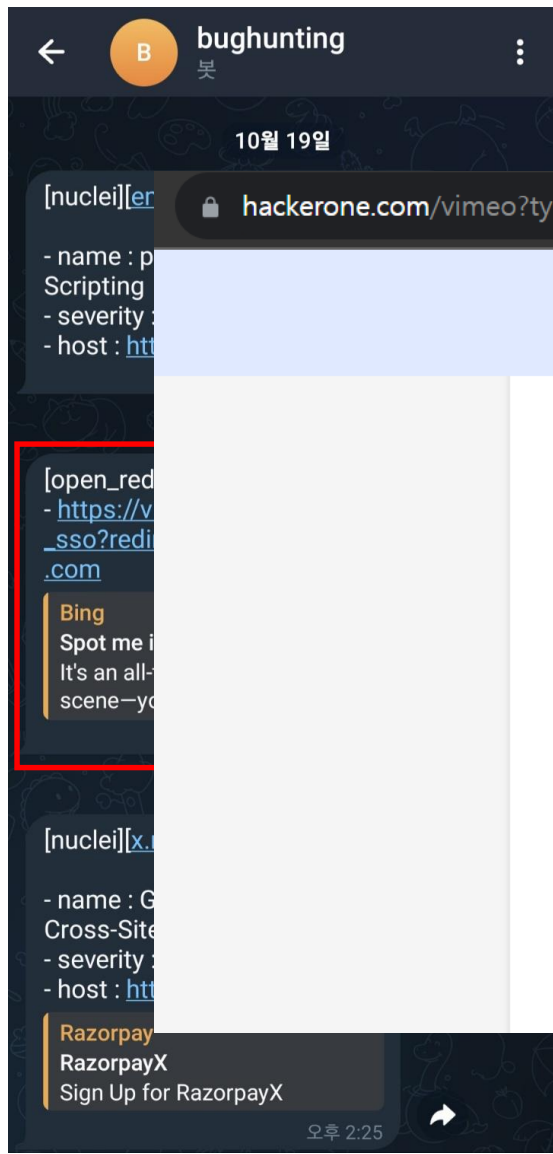 bughunting
봇
10월 19일
[nuclei][er
hackerone.com/vimeo?ty
- name : p
Scripting
- severity :
- host : htt
[open_red
- https://v
_sso?redi
.com
Bing
Spot me i
It's an all-
scene—yo
[nuclei][x.
- name : G
Cross-Site
- severity :
- host : htt
Razorpay
RazorpayX
Sign Up for RazorpayX
오후 2:25
B